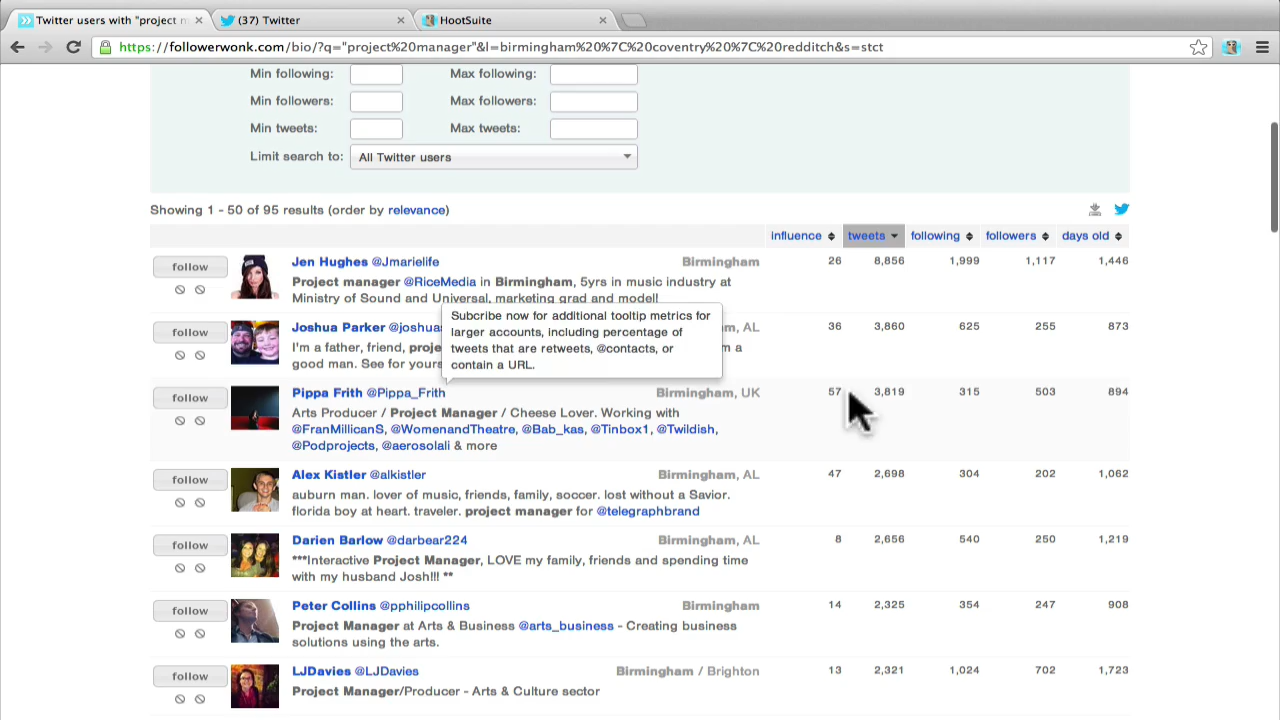 Twitter users with "project m
(37) Twitter
HootSuite
https://followerwonk.com/bio/?q="project%20manager"&l=birmingham%20%7C%20coventry%20%7C%20redditch&s=stct
Min following:
Max following:
Min followers:
Max followers:
Min tweets:
Max tweets:
Limit search to:
All Twitter users
Showing 1 - 50 of 95 results (order by relevance)
influence tweets following followers days old
follow Jen Hughes @Jmarielife Birmingham 26 8,856 1,999 1,117 1,446
Project manager @RiceMedia in Birmingham, 5yrs in music industry at
Ministry of Sound and Universal, marketing grad and model!
Subcribe now for additional tooltip metrics for
larger accounts, including percentage of
tweets that are retweets, @contacts, or
contain a URL.
follow Joshua Parker @joshuas m, AL 36 3,860 625 255 873
I'm a father, friend, proje m a
good man. See for yours
follow Pippa Frith @Pippa_Frith Birmingham, UK 57 3,819 315 503 894
Arts Producer / Project Manager / Cheese Lover. Working with
@FranMillicanS, @WomenandTheatre, @Bab_kas, @Tinbox1, @Twildish,
@Podprojects, @aerosolali & more
follow Alex Kistler @alkistler Birmingham, AL 47 2,698 304 202 1,062
auburn man. lover of music, friends, family, soccer. lost without a Savior.
florida boy at heart. traveler. project manager for @telegraphbrand
follow Darien Barlow @darbear224 Birmingham, AL 8 2,656 540 250 1,219
***Interactive Project Manager, LOVE my family, friends and spending time
with my husband Josh!!! **
follow Peter Collins @pphilipcollins Birmingham 14 2,325 354 247 908
Project Manager at Arts & Business @arts_business - Creating business
solutions using the arts.
follow LJDavies @LJDavies Birmingham / Brighton 13 2,321 1,024 702 1,723
Project Manager/Producer - Arts & Culture sector